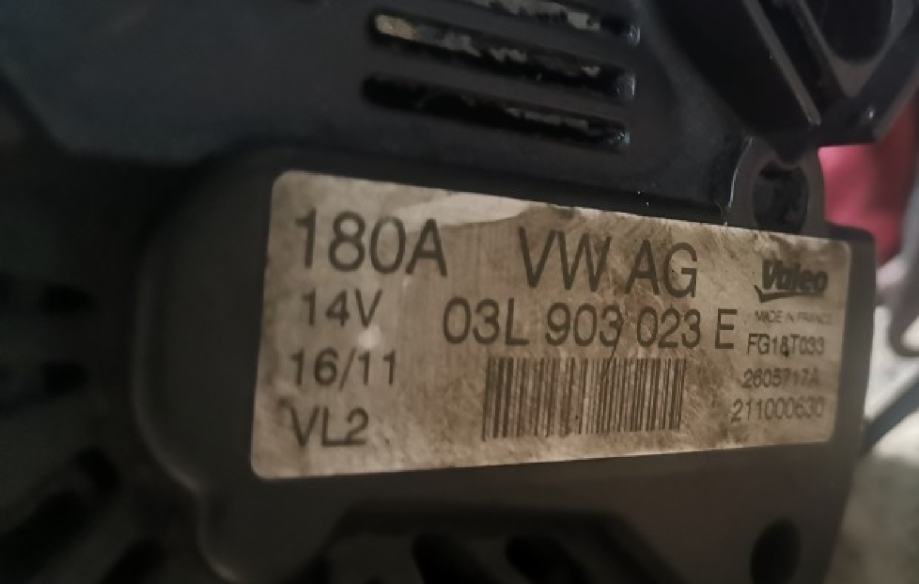 180A VW AG Valeo
14V 03L 903 023 E MADE IN FRANCE
16/11 FG18T033
VL2 2605717A
211000630